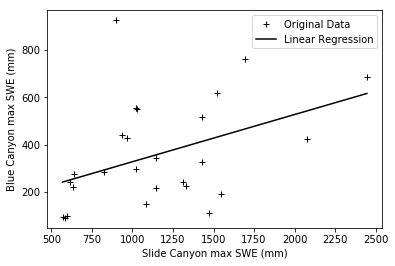 Original Data
Linear Regression
800
600
400
200
Blue Canyon max SWE (mm)
500 750 1000 1250 1500 1750 2000 2250 2500
Slide Canyon max SWE (mm)